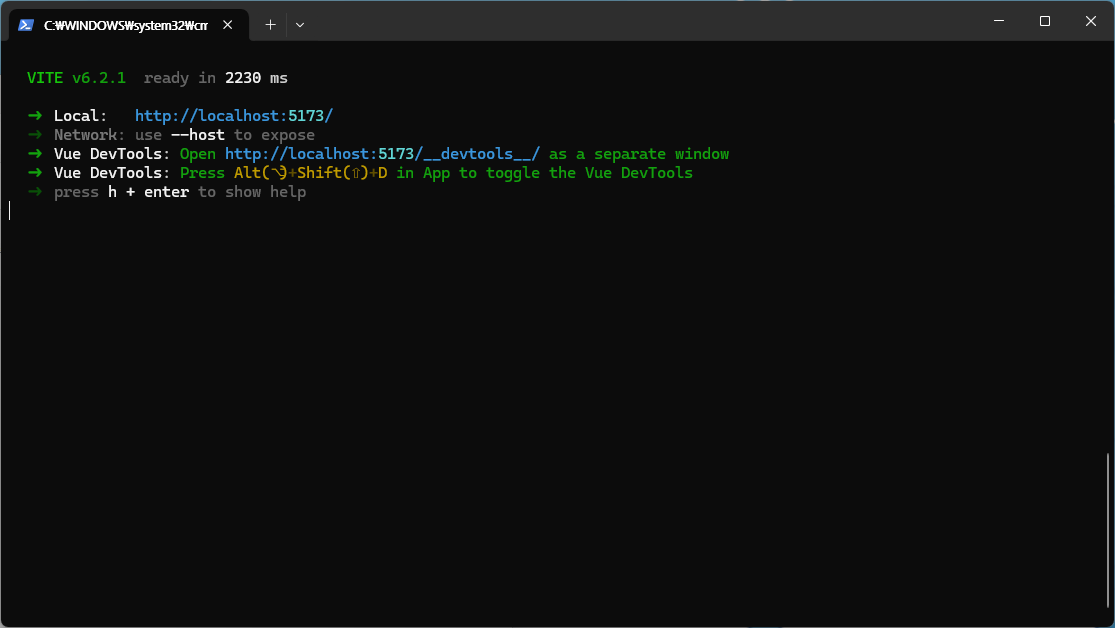 C:₩WINDOWS₩system32₩cm
VITE v6.2.1 ready in 2230 ms
➜ Local: http://localhost:5173/
➜ Network: use --host to expose
➜ Vue DevTools: Open http://localhost:5173/__devtools__/ as a separate window
➜ Vue DevTools: Press Alt(⌥)+Shift(⇧)+D in App to toggle the Vue DevTools
➜ press h + enter to show help